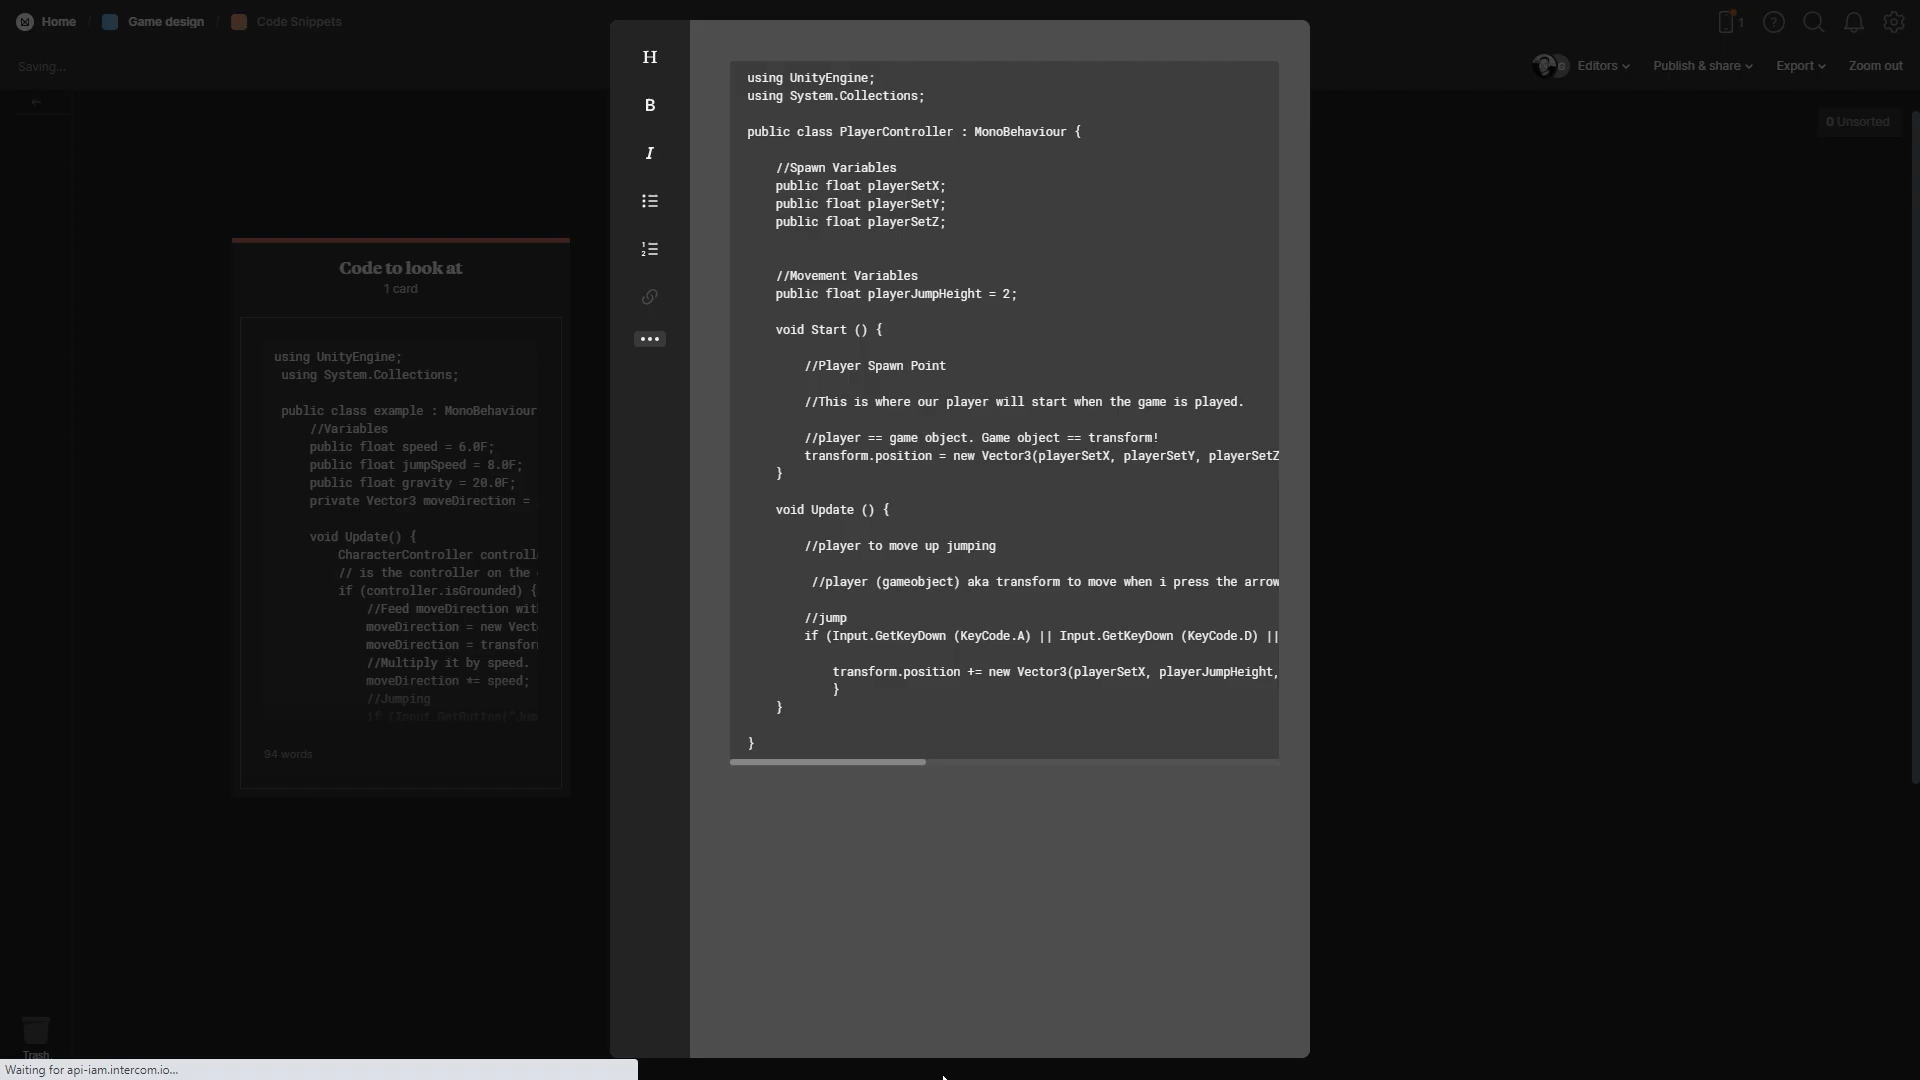 Home / Game design / Code Snippets
1
Saving...
Editors
Publish & share
Export
Zoom out
0 Unsorted
Code to look at
1 card
using UnityEngine;
using System.Collections;
public class example : MonoBehaviour
//Variables
public float speed = 6.0F;
public float jumpSpeed = 8.0F;
public float gravity = 20.0F;
private Vector3 moveDirection =
void Update() {
CharacterController controll
// is the controller on the
if (controller.isGrounded) {
//Feed moveDirection wit
moveDirection = new Vect
moveDirection = transfor
//Multiply it by speed.
moveDirection *= speed;
//Jumping
if (Input.GetButton("Jum
94 words
Trash
H
B
I
using UnityEngine;
using System.Collections;
public class PlayerController : MonoBehaviour {
//Spawn Variables
public float playerSetX;
public float playerSetY;
public float playerSetZ;
//Movement Variables
public float playerJumpHeight = 2;
void Start () {
//Player Spawn Point
//This is where our player will start when the game is played.
//player == game object. Game object == transform!
transform.position = new Vector3(playerSetX, playerSetY, playerSetZ
}
void Update () {
//player to move up jumping
//player (gameobject) aka transform to move when i press the arrow
//jump
if (Input.GetKeyDown (KeyCode.A) || Input.GetKeyDown (KeyCode.D) ||
transform.position += new Vector3(playerSetX, playerJumpHeight,
}
}
}
Waiting for api-iam.intercom.io...